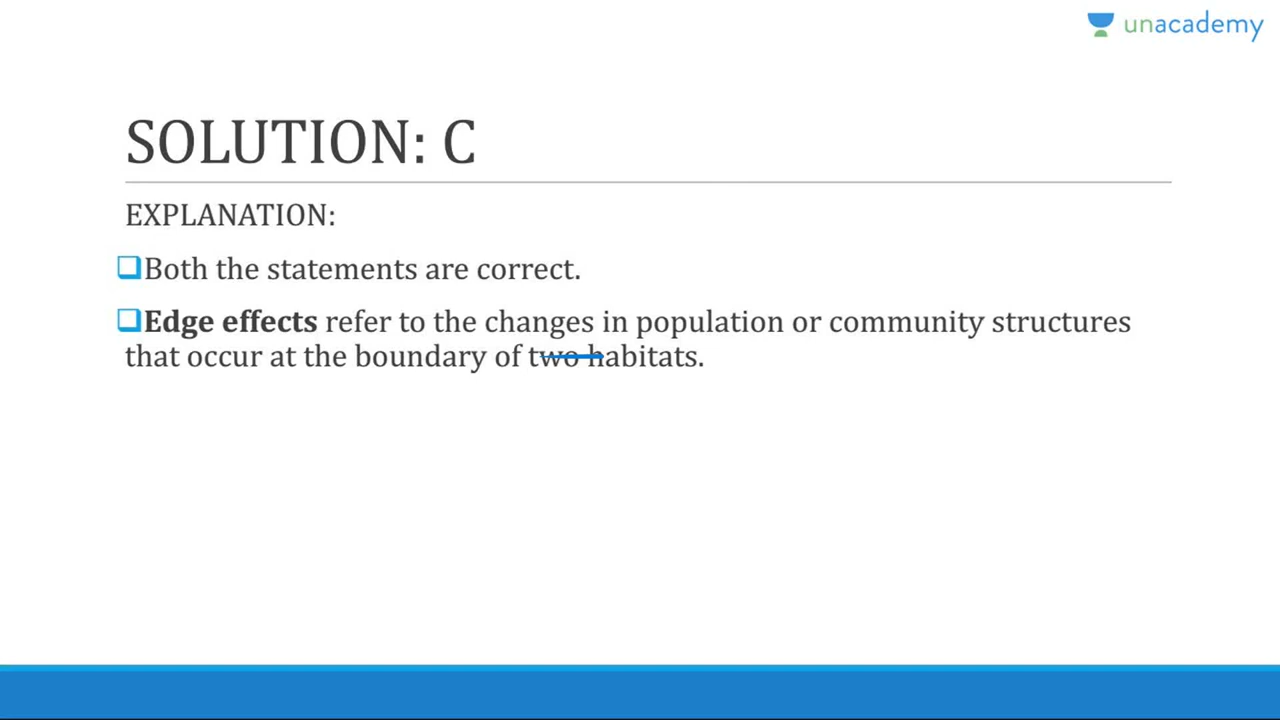 unacademy
SOLUTION: C
EXPLANATION:
Both the statements are correct.
Edge effects refer to the changes in population or community structures
that occur at the boundary of two habitats.